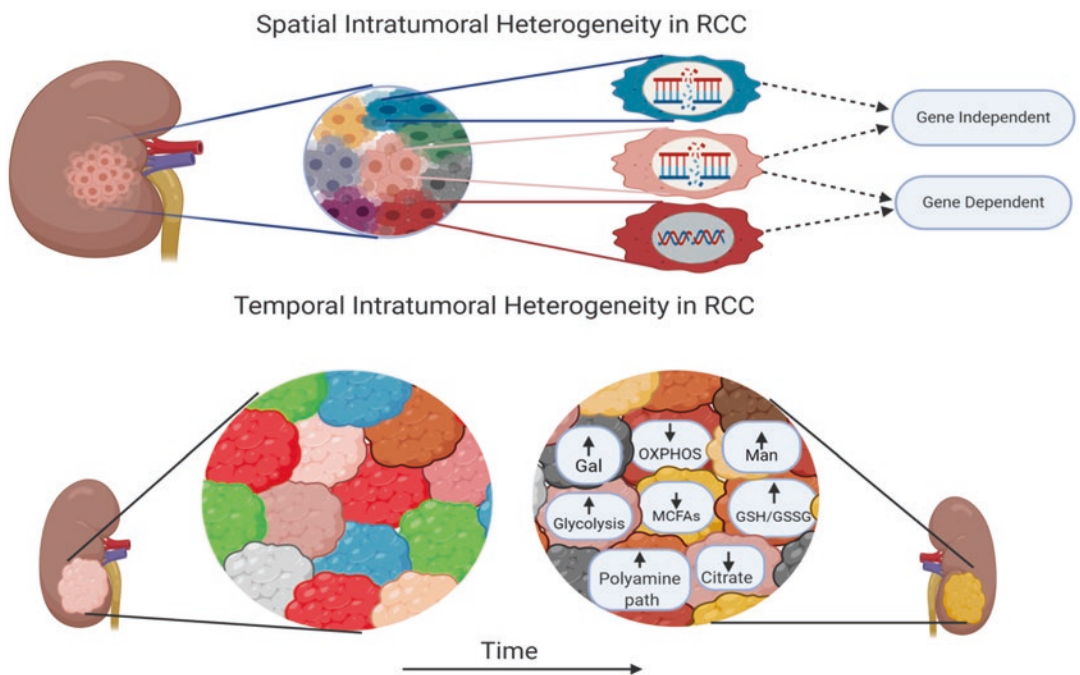 Spatial Intratumoral Heterogeneity in RCC
Gene Independent
Gene Dependent
Temporal Intratumoral Heterogeneity in RCC
Gal
OXPHOS
Man
Glycolysis
MCFAs
GSH/GSSG
Polyamine
path
Citrate
Time